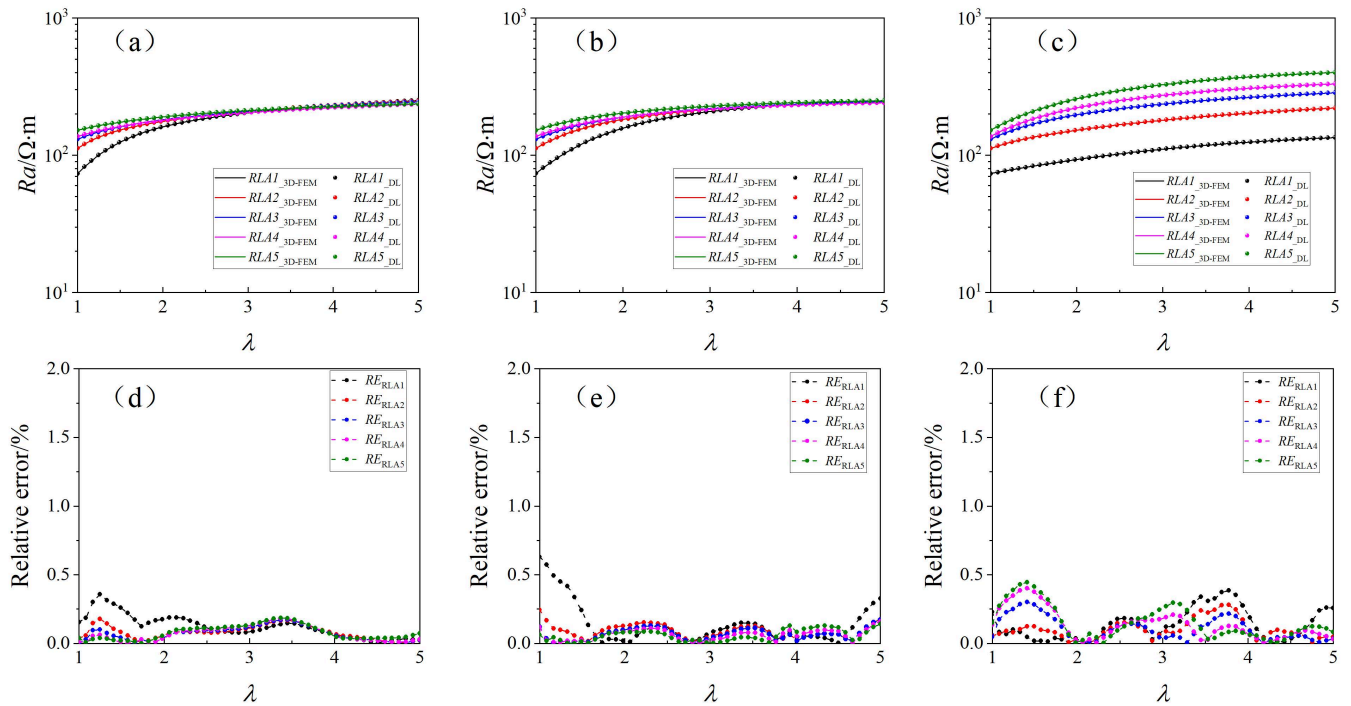 (a)
Ra/Ω·m
10³
10²
10¹
RLA1_3D-FEM RLA1_DL
RLA2_3D-FEM RLA2_DL
RLA3_3D-FEM RLA3_DL
RLA4_3D-FEM RLA4_DL
RLA5_3D-FEM RLA5_DL
1 2 3 4 5
λ
(b)
Ra/Ω·m
10³
10²
10¹
RLA1_3D-FEM RLA1_DL
RLA2_3D-FEM RLA2_DL
RLA3_3D-FEM RLA3_DL
RLA4_3D-FEM RLA4_DL
RLA5_3D-FEM RLA5_DL
1 2 3 4 5
λ
(c)
Ra/Ω·m
10³
10²
10¹
RLA1_3D-FEM RLA1_DL
RLA2_3D-FEM RLA2_DL
RLA3_3D-FEM RLA3_DL
RLA4_3D-FEM RLA4_DL
RLA5_3D-FEM RLA5_DL
1 2 3 4 5
λ
(d)
Relative error/%
2.0
1.5
1.0
0.5
0.0
RE_RLA1
RE_RLA2
RE_RLA3
RE_RLA4
RE_RLA5
1 2 3 4 5
λ
(e)
Relative error/%
2.0
1.5
1.0
0.5
0.0
RE_RLA1
RE_RLA2
RE_RLA3
RE_RLA4
RE_RLA5
1 2 3 4 5
λ
(f)
Relative error/%
2.0
1.5
1.0
0.5
0.0
RE_RLA1
RE_RLA2
RE_RLA3
RE_RLA4
RE_RLA5
1 2 3 4 5
λ